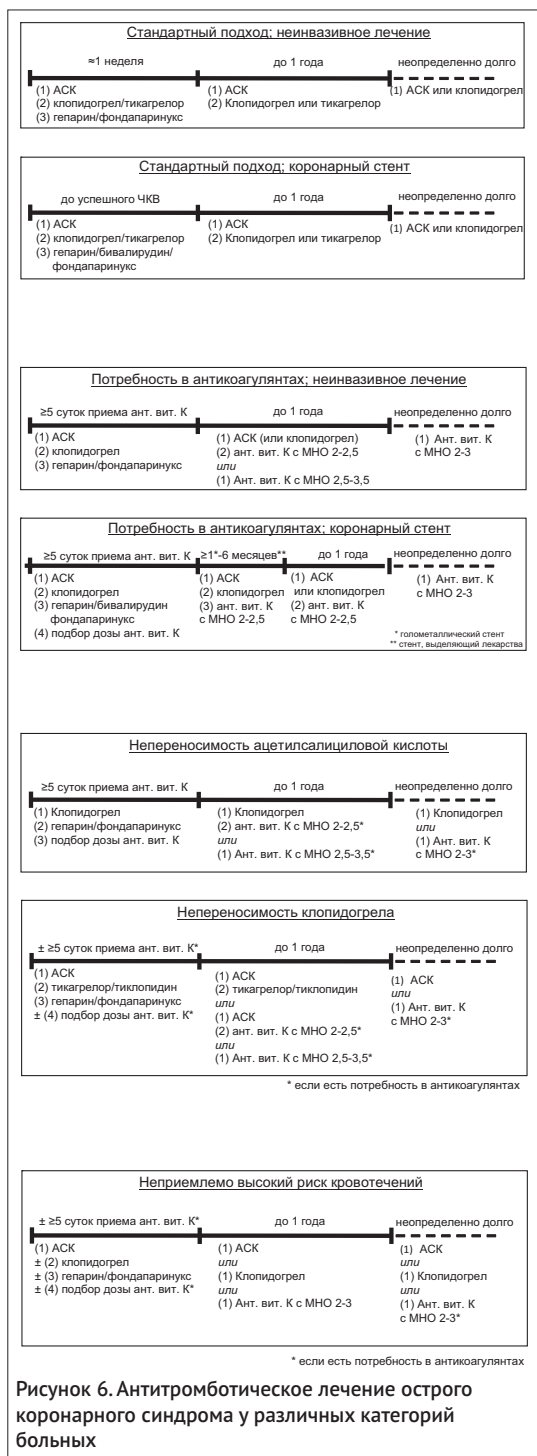 Стандартный подход; неинвазивное лечение
≈1 неделя
до 1 года
неопределенно долго
(1) АСК
(2) клопидогрел/тикагрелор
(3) гепарин/фондапаринукс
(1) АСК
(2) Клопидогрел или тикагрелор
(1) АСК или клопидогрел
Стандартный подход; коронарный стент
до успешного ЧКВ
до 1 года
неопределенно долго
(1) АСК
(2) клопидогрел/тикагрелор
(3) гепарин/бивалирудин/
фондапаринукс
(1) АСК
(2) Клопидогрел или тикагрелор
(1) АСК или клопидогрел
Потребность в антикоагулянтах; неинвазивное лечение
≥5 суток приема ант. вит. К
до 1 года
неопределенно долго
(1) АСК
(2) клопидогрел
(3) гепарин/фондапаринукс
(1) АСК (или клопидогрел)
(2) ант. вит. К с МНО 2-2,5
или
(1) Ант. вит. К с МНО 2,5-3,5
(1) Ант. вит. К
с МНО 2-3
Потребность в антикоагулянтах; коронарный стент
≥5 суток приема ант. вит. К
≥1*-6 месяцев**
до 1 года
неопределенно долго
(1) АСК
(2) клопидогрел
(3) гепарин/бивалирудин
фондапаринукс
(4) подбор дозы ант. вит. К
(1) АСК
(2) клопидогрел
(3) ант. вит. К
с МНО 2-2,5
(1) АСК
или клопидогрел
(2) ант. вит. К
с МНО 2-2,5
(1) Ант. вит. К
с МНО 2-3
* голометаллический стент
** стент, выделяющий лекарства
Непереносимость ацетилсалициловой кислоты
≥5 суток приема ант. вит. К
до 1 года
неопределенно долго
(1) Клопидогрел
(2) гепарин/фондапаринукс
(3) подбор дозы ант. вит. К
(1) Клопидогрел
(2) ант. вит. К с МНО 2-2,5*
или
(1) Ант. вит. К с МНО 2,5-3,5*
(1) Клопидогрел
или
(1) Ант. вит. К
с МНО 2-3*
Непереносимость клопидогрела
± ≥5 суток приема ант. вит. К*
до 1 года
неопределенно долго
(1) АСК
(2) тикагрелор/тиклопидин
(3) гепарин/фондапаринукс
± (4) подбор дозы ант. вит. К*
(1) АСК
(2) тикагрелор/тиклопидин
или
(1) АСК
(2) ант. вит. К с МНО 2-2,5*
или
(1) Ант. вит. К с МНО 2,5-3,5*
(1) АСК
или
(1) Ант. вит. К
с МНО 2-3*
* если есть потребность в антикоагулянтах
Неприемлемо высокий риск кровотечений
± ≥5 суток приема ант. вит. К*
до 1 года
неопределенно долго
(1) АСК
± (2) клопидогрел
± (3) гепарин/фондапаринукс
± (4) подбор дозы ант. вит. К*
(1) АСК
или
(1) Клопидогрел
или
(1) Ант. вит. К с МНО 2-3
(1) АСК
или
(1) Клопидогрел
или
(1) Ант. вит. К
с МНО 2-3*
* если есть потребность в антикоагулянтах
Рисунок 6. Антитромботическое лечение острого
коронарного синдрома у различных категорий
больных